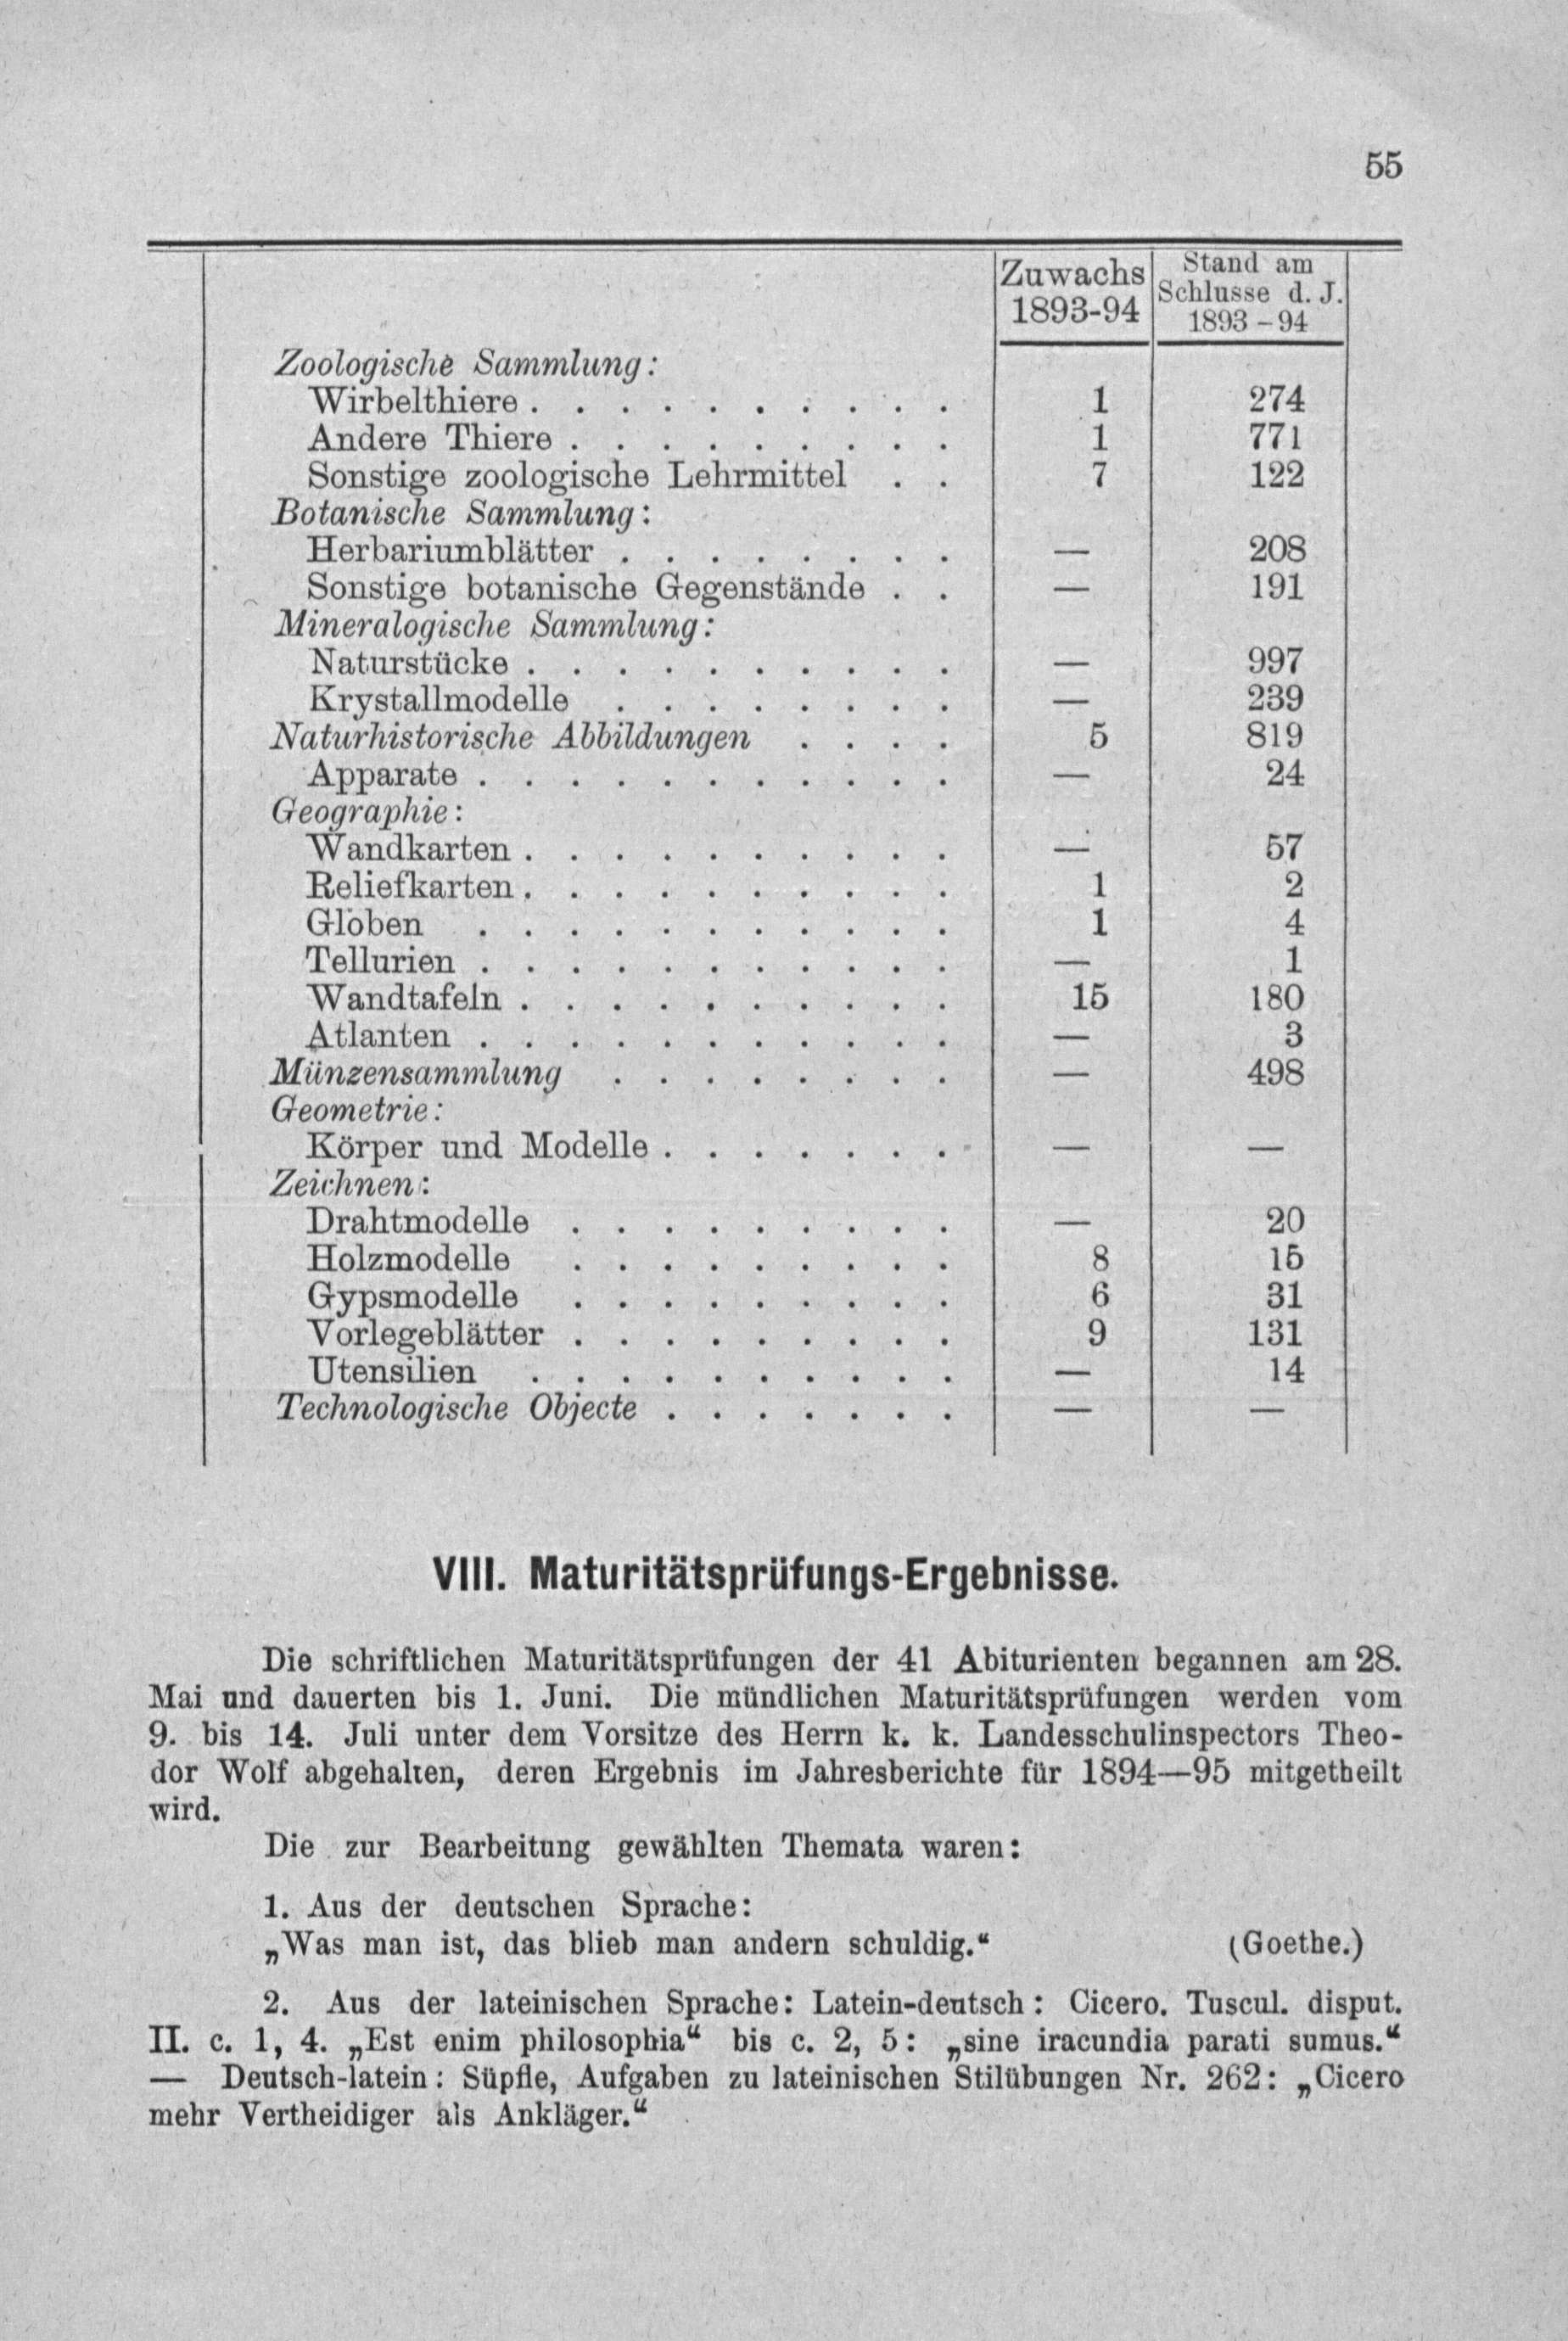 55
Zuwachs 1893-94 Stand am Schlusse d. J. 1893-94
Zoologische Sammlung:
Wirbelthiere . . . . . . . . . . 1 274
Andere Thiere . . . . . . . . . 1 771
Sonstige zoologische Lehrmittel . . 7 122
Botanische Sammlung:
Herbariumblätter . . . . . . . . — 208
Sonstige botanische Gegenstände . . — 191
Mineralogische Sammlung:
Naturstücke . . . . . . . . . . — 997
Krystallmodelle . . . . . . . . — 239
Naturhistorische Abbildungen . . . . 5 819
Apparate . . . . . . . . . . . — 24
Geographie:
Wandkarten . . . . . . . . . . — 57
Reliefkarten . . . . . . . . . . 1 2
Globen . . . . . . . . . . . 1 4
Tellurien . . . . . . . . . . . — 1
Wandtafeln . . . . . . . . . . 15 180
Atlanten . . . . . . . . . . . — 3
Münzensammlung . . . . . . . . — 498
Geometrie:
Körper und Modelle . . . . . . . — —
Zeichnen:
Drahtmodelle . . . . . . . . . — 20
Holzmodelle . . . . . . . . . 8 15
Gypsmodelle . . . . . . . . . 6 31
Vorlegeblätter . . . . . . . . . 9 131
Utensilien . . . . . . . . . . — 14
Technologische Objecte . . . . . . . — —
VIII. Maturitätsprüfungs-Ergebnisse.
Die schriftlichen Maturitätsprüfungen der 41 Abiturienten begannen am 28.
Mai und dauerten bis 1. Juni. Die mündlichen Maturitätsprüfungen werden vom
9. bis 14. Juli unter dem Vorsitze des Herrn k. k. Landesschulinspectors Theo-
dor Wolf abgehalten, deren Ergebnis im Jahresberichte für 1894—95 mitgetheilt
wird.
Die zur Bearbeitung gewählten Themata waren:
1. Aus der deutschen Sprache:
„Was man ist, das blieb man andern schuldig.“ (Goethe.)
2. Aus der lateinischen Sprache: Latein-deutsch: Cicero. Tuscul. disput.
II. c. 1, 4. „Est enim philosophia“ bis c. 2, 5: „sine iracundia parati sumus.“
— Deutsch-latein: Süpfle, Aufgaben zu lateinischen Stilübungen Nr. 262: „Cicero
mehr Vertheidiger als Ankläger.“